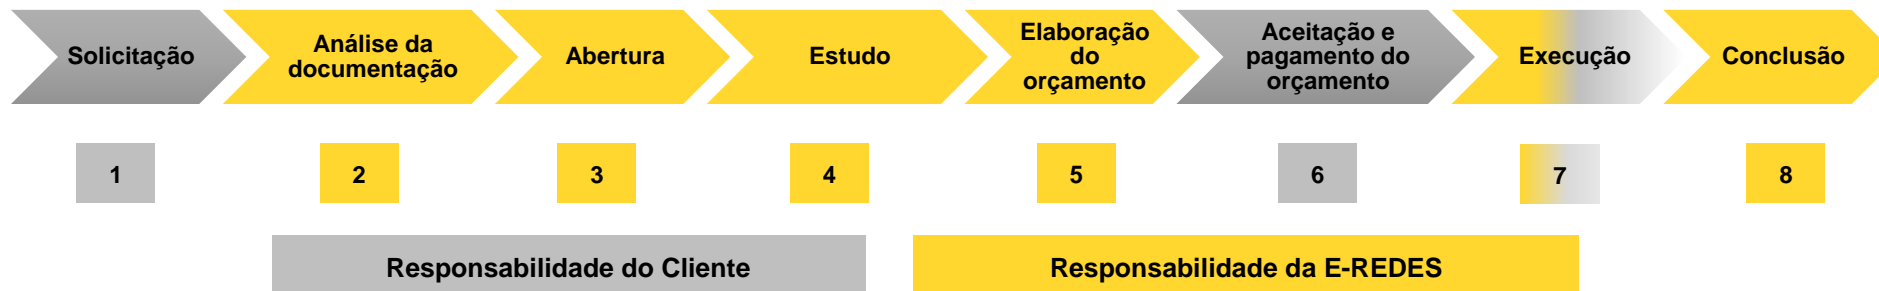 Solicitação
Análise da
documentação
Abertura
Estudo
Elaboração
do
orçamento
Aceitação e
pagamento do
orçamento
Execução
Conclusão
1
2
3
4
5
6
7
8
Responsabilidade do Cliente
Responsabilidade da E-REDES